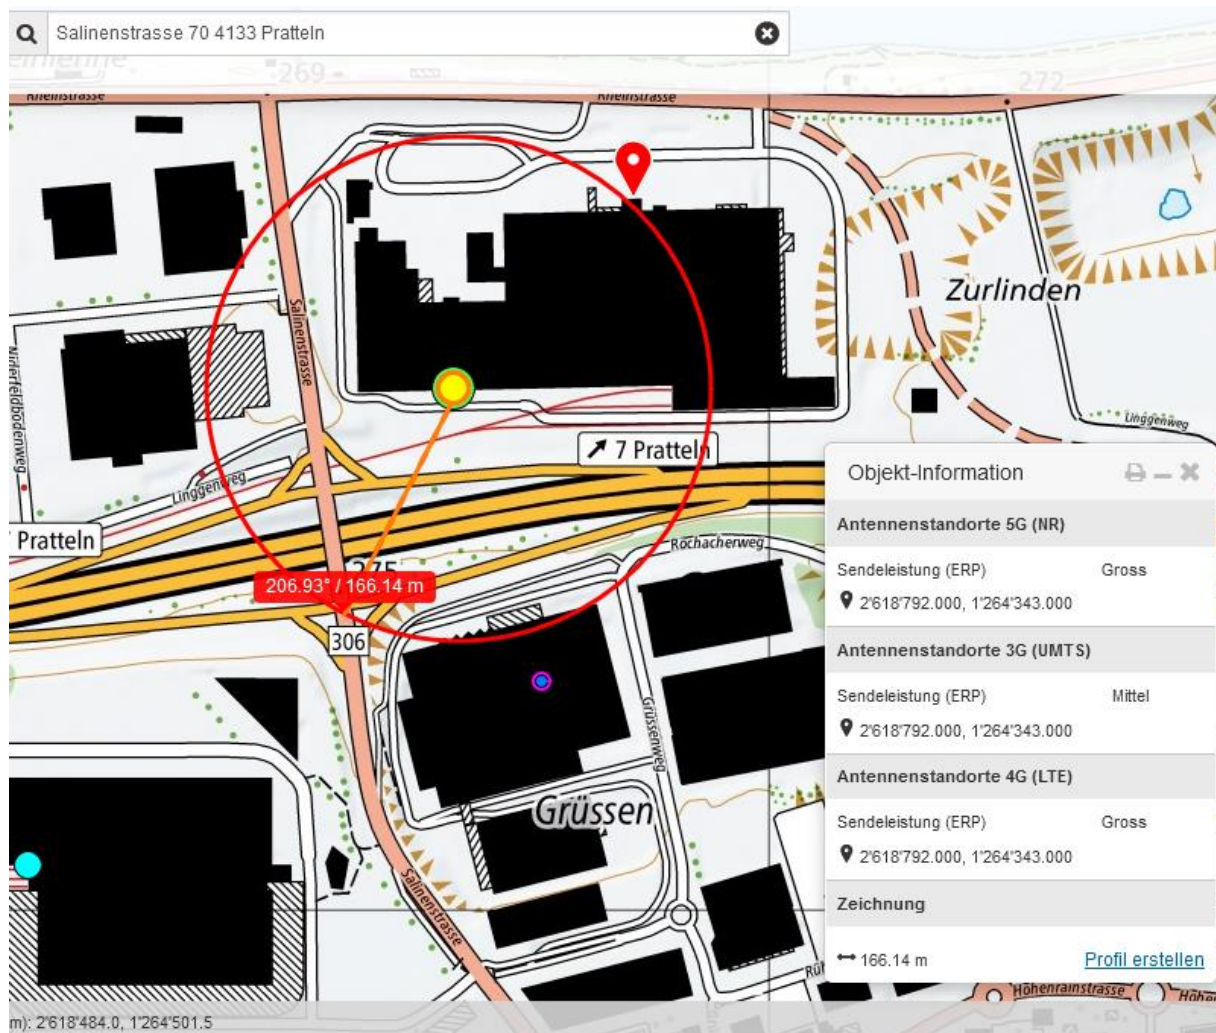 Salinenstrasse 70 4133 Pratteln
269
272
Rheinstrasse
Rheinstrasse
Zurlinden
Salinenstrasse
Niderfeldbodenweg
Linggenweg
7 Pratteln
Linggenweg
Pratteln
Rochacherweg
275
206.93° / 166.14 m
306
Grüssenweg
Grüssen
Salinenstrasse
Höhenrainstrasse
Objekt-Information
Antennenstandorte 5G (NR)
Sendeleistung (ERP) Gross
2'618'792.000, 1'264'343.000
Antennenstandorte 3G (UMTS)
Sendeleistung (ERP) Mittel
2'618'792.000, 1'264'343.000
Antennenstandorte 4G (LTE)
Sendeleistung (ERP) Gross
2'618'792.000, 1'264'343.000
Zeichnung
166.14 m Profil erstellen
m): 2'618'484.0, 1'264'501.5